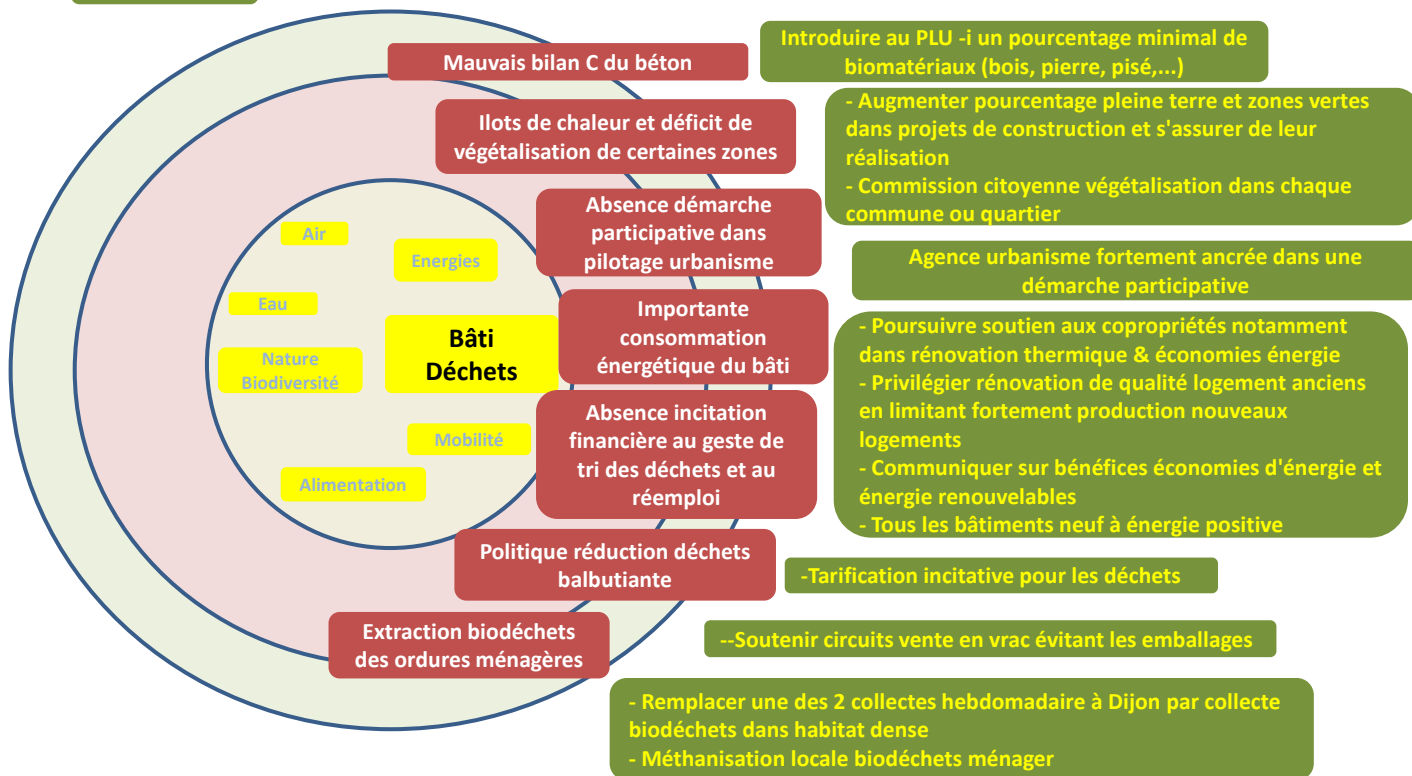 Mauvais bilan C du béton
Introduire au PLU -i un pourcentage minimal de
biomatériaux (bois, pierre, pisé,...)
Ilots de chaleur et déficit de
végétalisation de certaines zones
- Augmenter pourcentage pleine terre et zones vertes
dans projets de construction et s'assurer de leur
réalisation
- Commission citoyenne végétalisation dans chaque
commune ou quartier
Absence démarche
participative dans
pilotage urbanisme
Agence urbanisme fortement ancrée dans une
démarche participative
Air
Energies
Eau
Nature
Biodiversité
Bâti
Déchets
Mobilité
Alimentation
Importante
consommation
énergétique du bâti
- Poursuivre soutien aux copropriétés notamment
dans rénovation thermique & économies énergie
- Privilégier rénovation de qualité logement anciens
en limitant fortement production nouveaux
logements
- Communiquer sur bénéfices économies d'énergie et
énergie renouvelables
- Tous les bâtiments neuf à énergie positive
Absence incitation
financière au geste de
tri des déchets et au
réemploi
Politique réduction déchets
balbutiante
-Tarification incitative pour les déchets
Extraction biodéchets
des ordures ménagères
--Soutenir circuits vente en vrac évitant les emballages
- Remplacer une des 2 collectes hebdomadaire à Dijon par collecte
biodéchets dans habitat dense
- Méthanisation locale biodéchets ménager